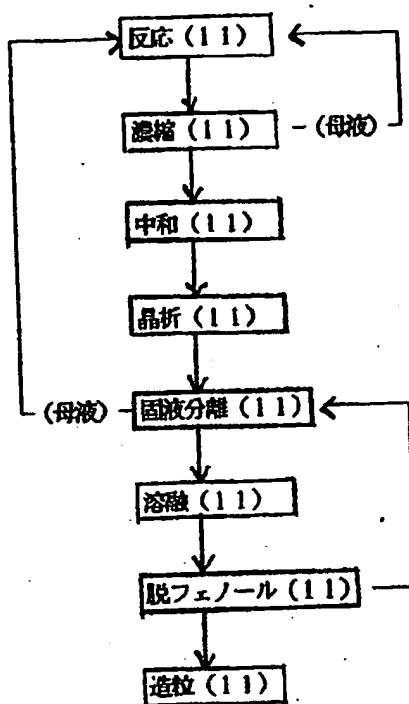 反応（１１）
濃縮（１１）
（母液）
中和（１１）
晶析（１１）
（母液）
固液分離（１１）
溶融（１１）
脱フェノール（１１）
造粒（１１）